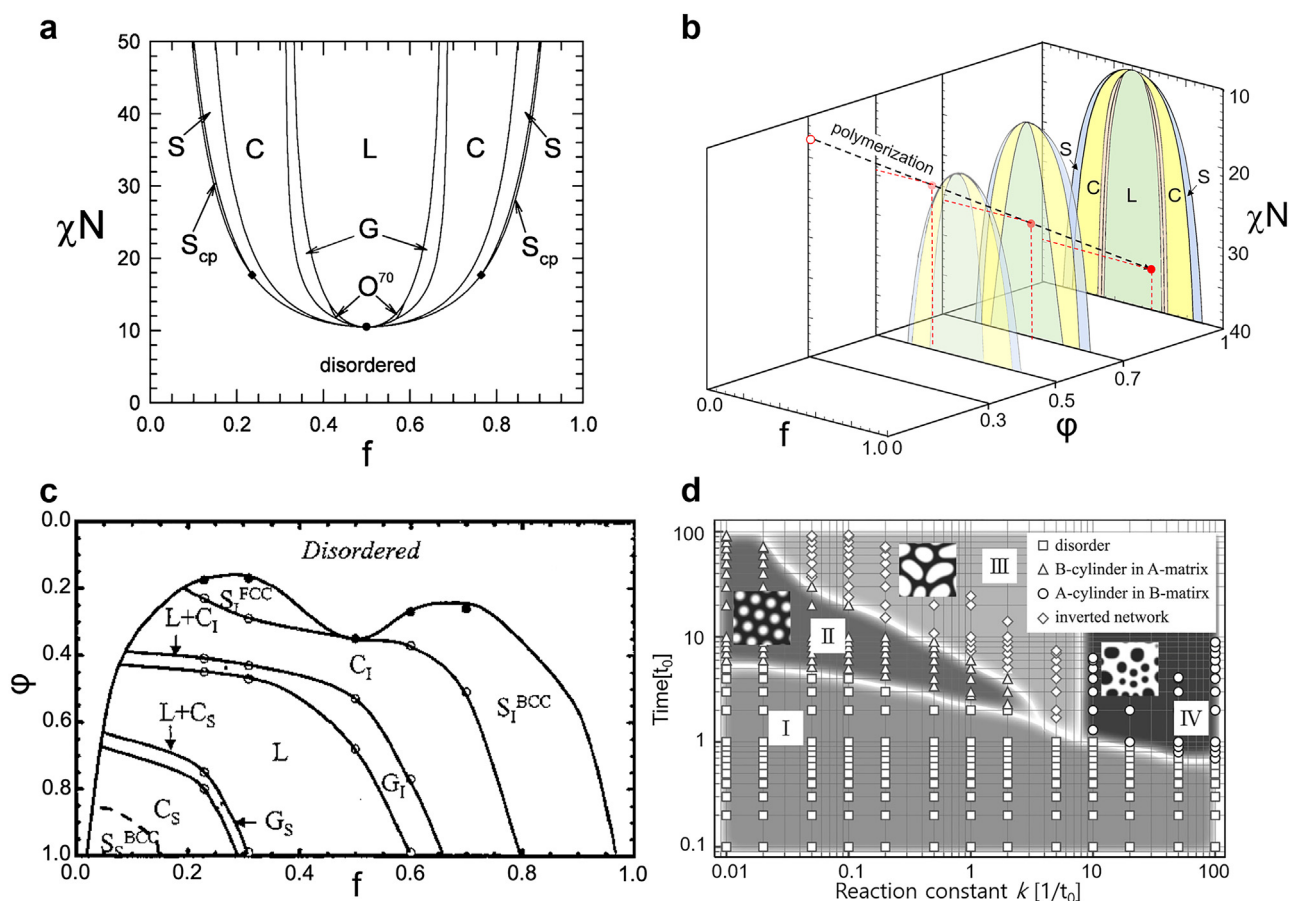 a
50
40
30
20
10
0
χN
S
C
L
C
S
S_cp
G
S_cp
O^70
disordered
0.0 0.2 0.4 0.6 0.8 1.0
f
b
polymerization
S
C
L
C
S
10
20
30
40
χN
0.0
f
1.0
0
0.3
0.5
0.7
1
φ
c
0.0
0.2
0.4
0.6
0.8
1.0
φ
Disordered
S_I^FCC
L+C_I
C_I
S_I^BCC
L+C_S
L
G_I
C_S
G_S
S_S^BCC
0.0 0.2 0.4 0.6 0.8 1.0
f
d
100
10
1
0.1
Time[t₀]
□ disorder
△ B-cylinder in A-matrix
○ A-cylinder in B-matirx
◇ inverted network
III
II
I
IV
0.01 0.1 1 10 100
Reaction constant k [1/t₀]